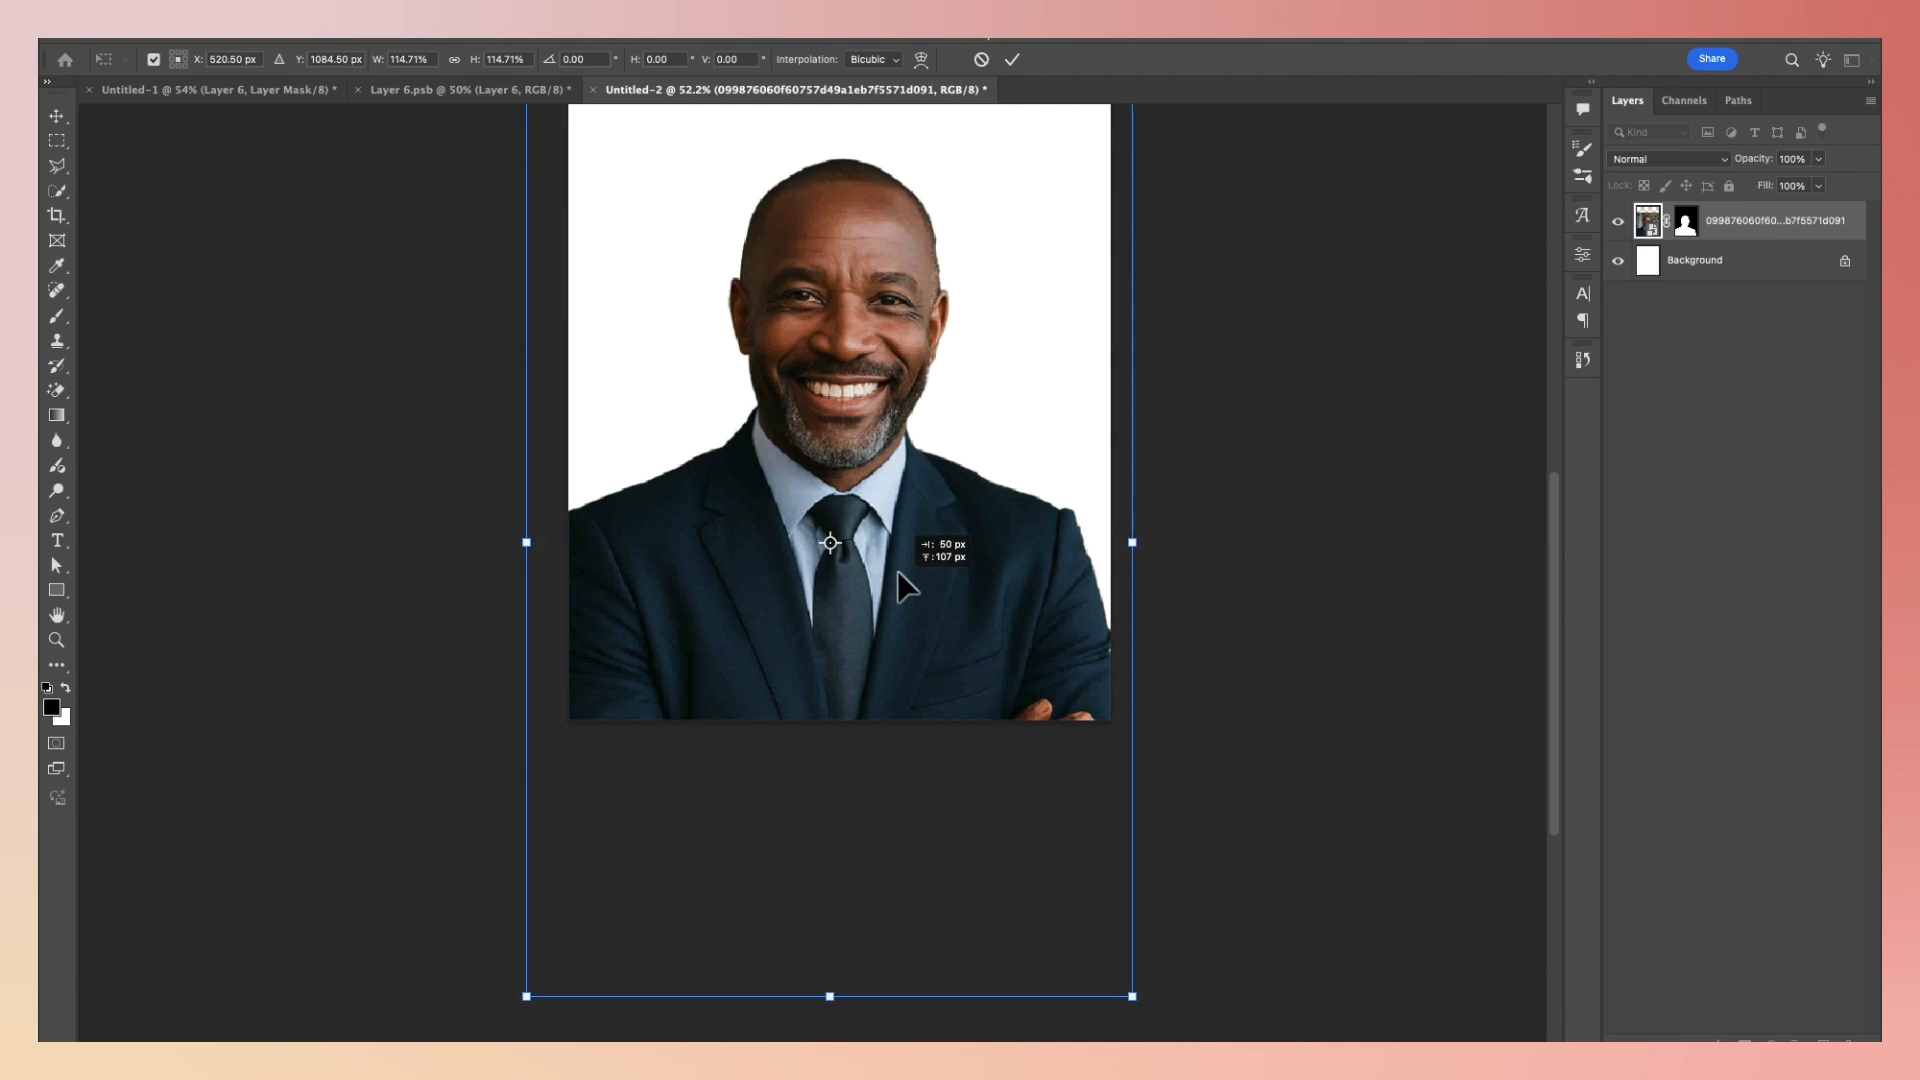 X: 520.50 px Y: 1084.50 px W: 114.71% H: 114.71% 0.00 ° H: 0.00 ° V: 0.00 ° Interpolation: Bicubic Share
Untitled-1 @ 54% (Layer 6, Layer Mask/8) * Layer 6.psb @ 50% (Layer 6, RGB/8) * Untitled-2 @ 52.2% (099876060f60757d49a1eb7f5571d091, RGB/8) *
Layers Channels Paths
Kind
Normal Opacity: 100%
Lock: Fill: 100%
099876060f60...b7f5571d091
Background
50 px
107 px